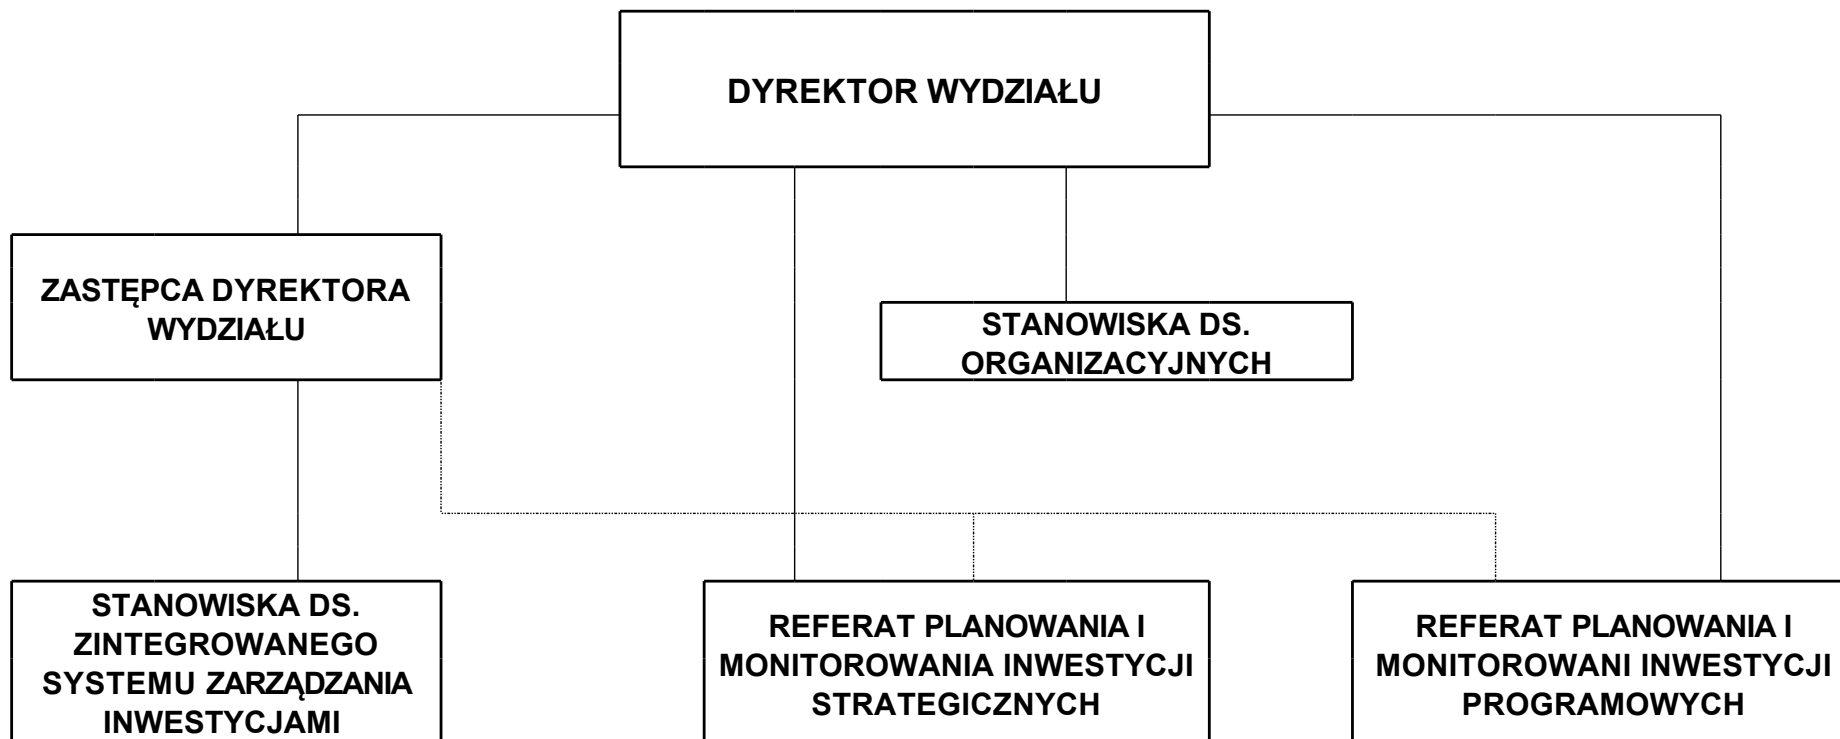 DYREKTOR WYDZIAŁU
ZASTĘPCA DYREKTORA
WYDZIAŁU
STANOWISKA DS.
ORGANIZACYJNYCH
STANOWISKA DS.
ZINTEGROWANEGO
SYSTEMU ZARZĄDZANIA
INWESTYCJAMI
REFERAT PLANOWANIA I
MONITOROWANIA INWESTYCJI
STRATEGICZNYCH
REFERAT PLANOWANIA I
MONITOROWANI INWESTYCJI
PROGRAMOWYCH